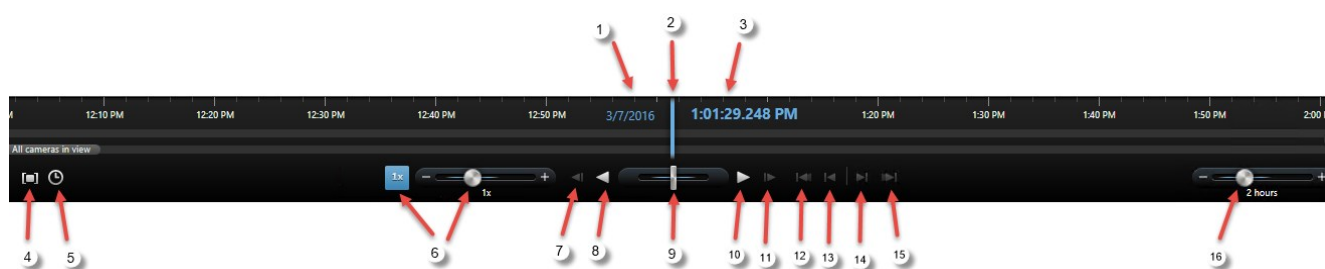 1 2 3
M 12:10 PM 12:20 PM 12:30 PM 12:40 PM 12:50 PM 3/7/2016 1:01:29.248 PM 1:20 PM 1:30 PM 1:40 PM 1:50 PM 2:00
All cameras in view
1x - + - +
1x 2 hours
4 5 6 7 8 9 10 11 12 13 14 15 16